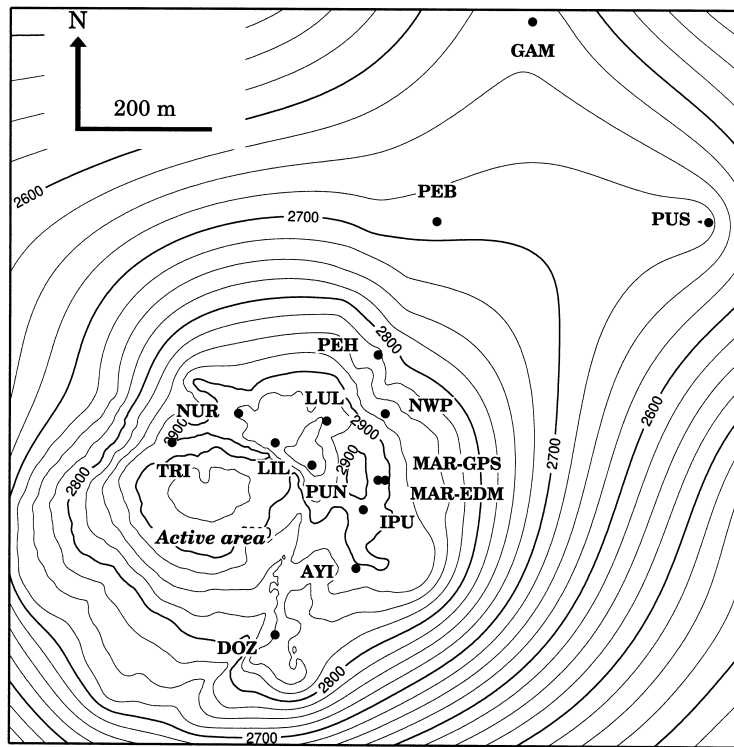 N
GAM
200 m
PEB
2600
2700
PUS
2800
PEH
LUL
NUR
NWP
2900
2900
2600
2700
MAR-GPS
2900
TRI
LIL
2800
PUN
MAR-EDM
IPU
Active area
AYI
DOZ
2800
2700